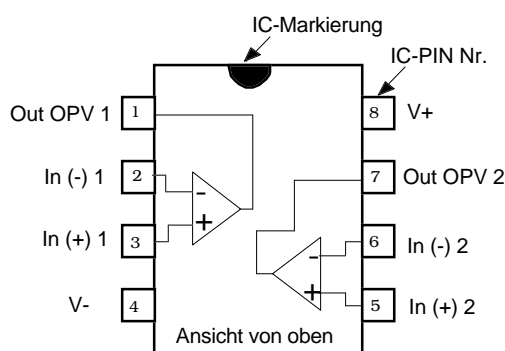 IC-Markierung
IC-PIN Nr.
Out OPV 1
1
8
V+
In (-) 1
2
-
7
Out OPV 2
In (+) 1
3
+
-
6
In (-) 2
V-
4
+
5
In (+) 2
Ansicht von oben